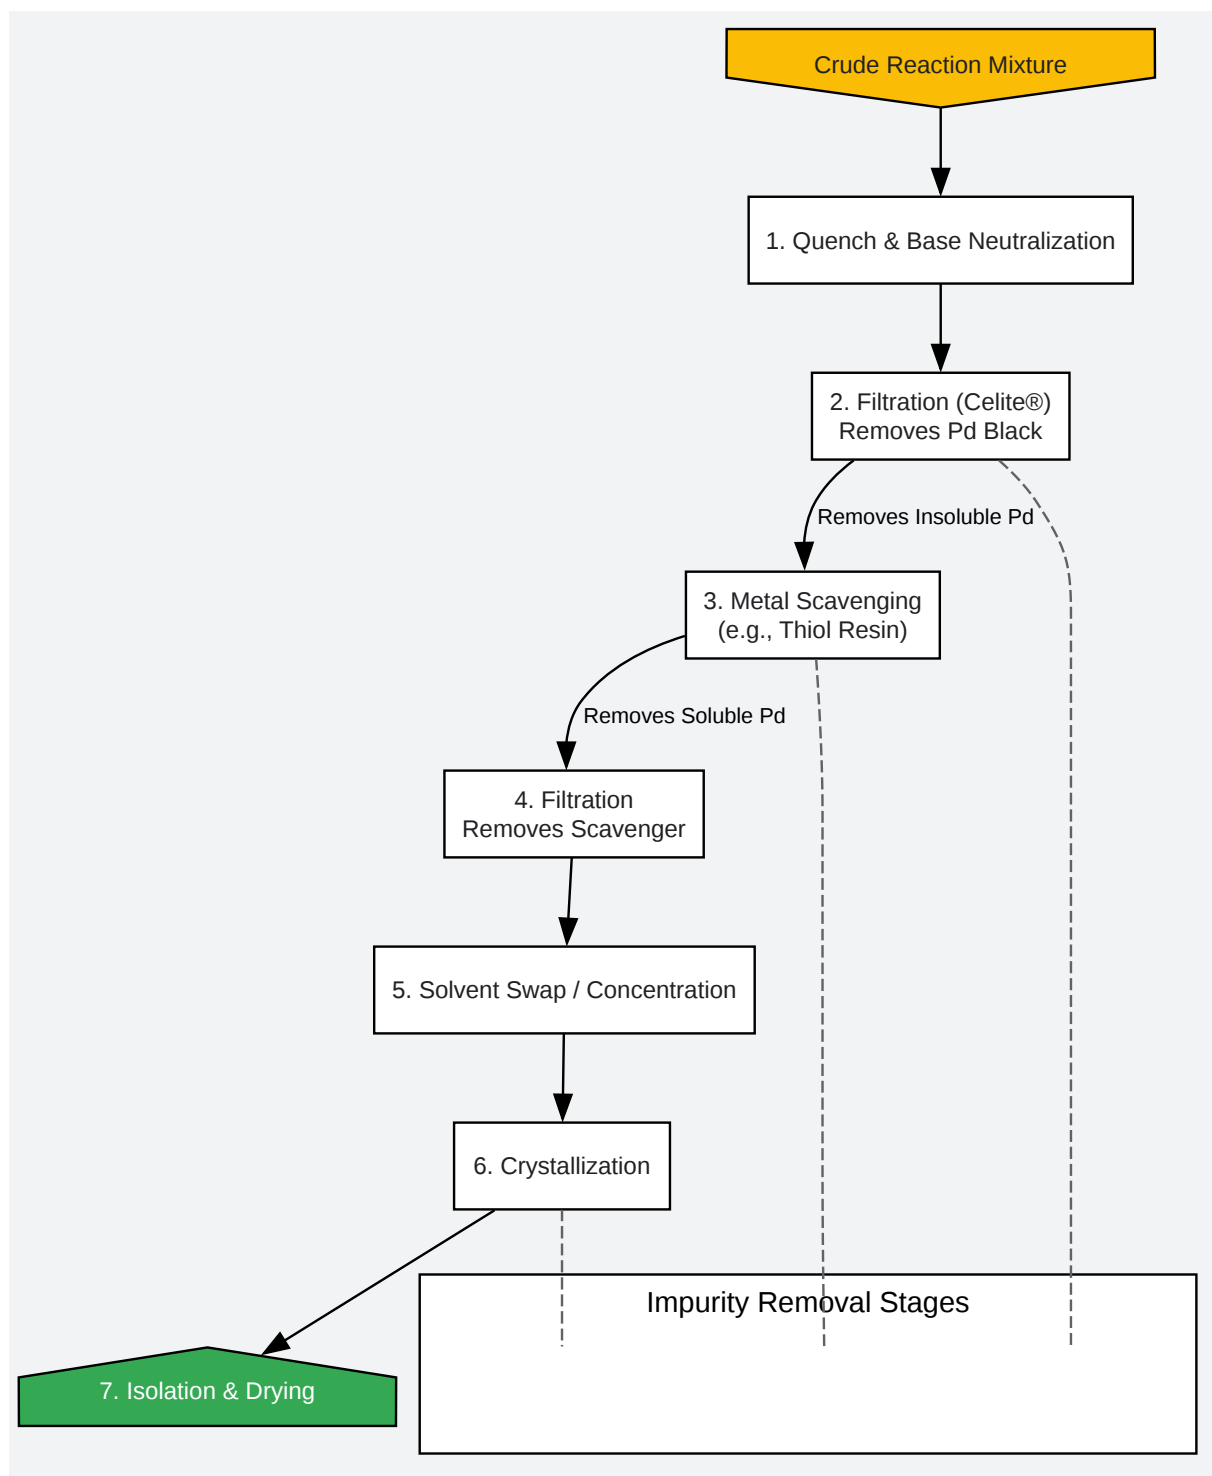 Crude Reaction Mixture
1. Quench & Base Neutralization
2. Filtration (Celite®)
Removes Pd Black
Removes Insoluble Pd
3. Metal Scavenging
(e.g., Thiol Resin)
Removes Soluble Pd
4. Filtration
Removes Scavenger
5. Solvent Swap / Concentration
6. Crystallization
Impurity Removal Stages
7. Isolation & Drying